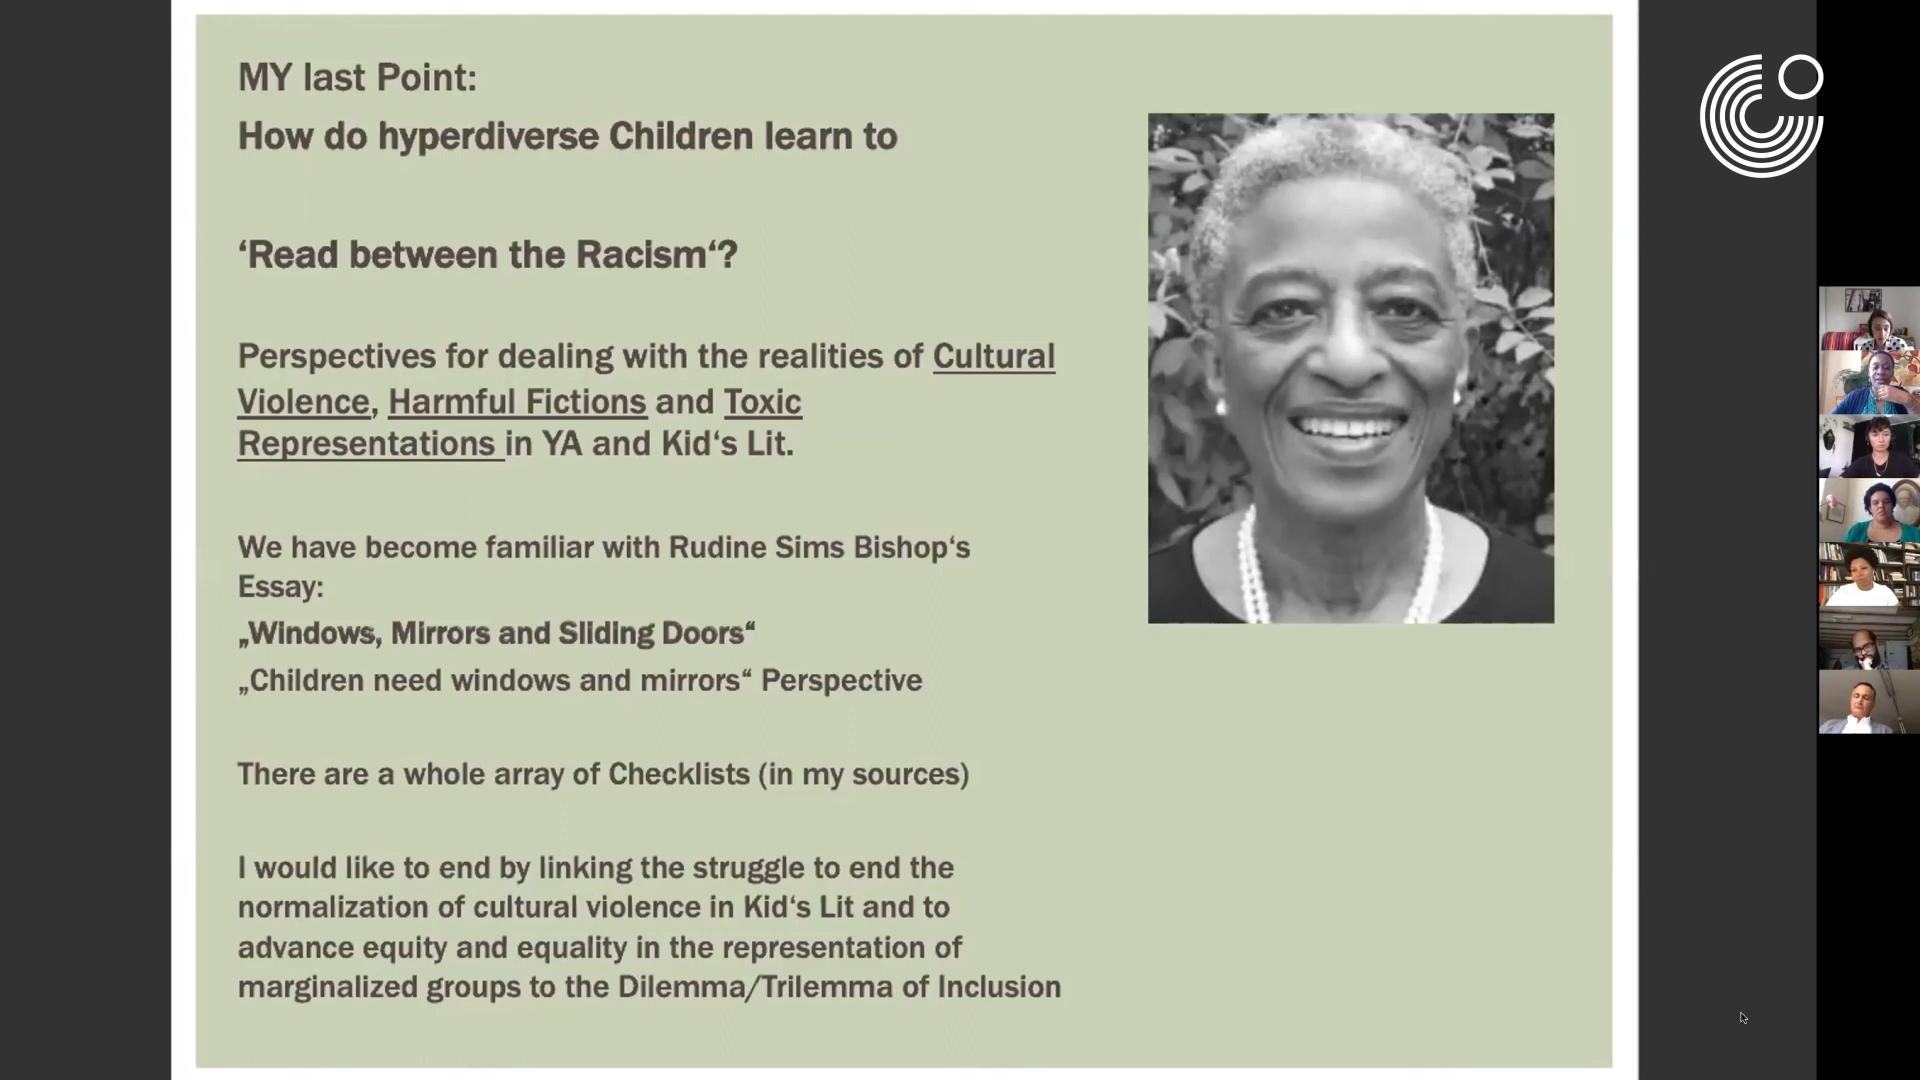 MY last Point:
How do hyperdiverse Children learn to
‘Read between the Racism‘?
Perspectives for dealing with the realities of Cultural
Violence, Harmful Fictions and Toxic
Representations in YA and Kid‘s Lit.
We have become familiar with Rudine Sims Bishop‘s
Essay:
„Windows, Mirrors and Sliding Doors“
„Children need windows and mirrors“ Perspective
There are a whole array of Checklists (in my sources)
I would like to end by linking the struggle to end the
normalization of cultural violence in Kid‘s Lit and to
advance equity and equality in the representation of
marginalized groups to the Dilemma/Trilemma of Inclusion